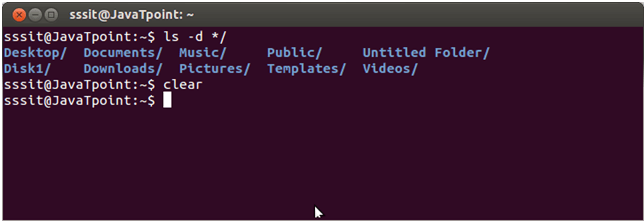 sssit@JavaTpoint: ~
sssit@JavaTpoint:~$ ls -d */
Desktop/  Documents/  Music/     Public/     Untitled Folder/
Disk1/    Downloads/  Pictures/  Templates/  Videos/
sssit@JavaTpoint:~$ clear
sssit@JavaTpoint:~$